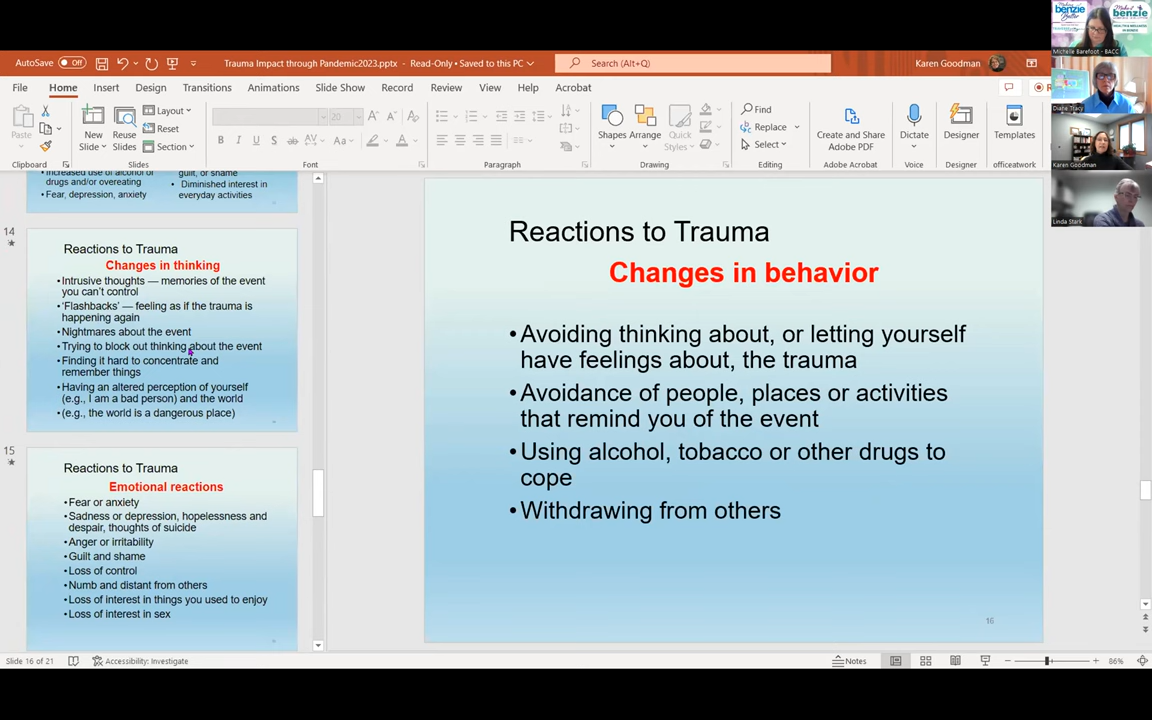 AutoSave Off
Trauma Impact through Pandemic2023.pptx - Read-Only • Saved to this PC
Search (Alt+Q)
Karen Goodman
File Home Insert Design Transitions Animations Slide Show Record Review View Help Acrobat
Paste
New
Slide
Reuse
Slides
Layout
Reset
Section
20
B I U S ab AV Aa A
Shapes Arrange Quick
Styles
Find
Replace
Select
Create and Share
Adobe PDF
Dictate
Designer
Templates
Clipboard Slides Font Paragraph Drawing Editing Adobe Acrobat Voice Designer officeatwork
Increased use of alcohol or
drugs and/or overeating
• Fear, depression, anxiety
guilt, or shame
• Diminished interest in
everyday activities
14
Reactions to Trauma
Changes in thinking
•Intrusive thoughts — memories of the event
you can't control
•'Flashbacks' — feeling as if the trauma is
happening again
•Nightmares about the event
•Trying to block out thinking about the event
•Finding it hard to concentrate and
remember things
•Having an altered perception of yourself
(e.g., I am a bad person) and the world
•(e.g., the world is a dangerous place)
15
Reactions to Trauma
Emotional reactions
•Fear or anxiety
•Sadness or depression, hopelessness and
despair, thoughts of suicide
•Anger or irritability
•Guilt and shame
•Loss of control
•Numb and distant from others
•Loss of interest in things you used to enjoy
•Loss of interest in sex
Reactions to Trauma
Changes in behavior
•Avoiding thinking about, or letting yourself
have feelings about, the trauma
•Avoidance of people, places or activities
that remind you of the event
•Using alcohol, tobacco or other drugs to
cope
•Withdrawing from others
16
Slide 16 of 21
Accessibility: Investigate
Notes
86%
benzie
Better
benzie
Michelle Barefoot - BACC
Diane Tracy
Karen Goodman
Linda Stark